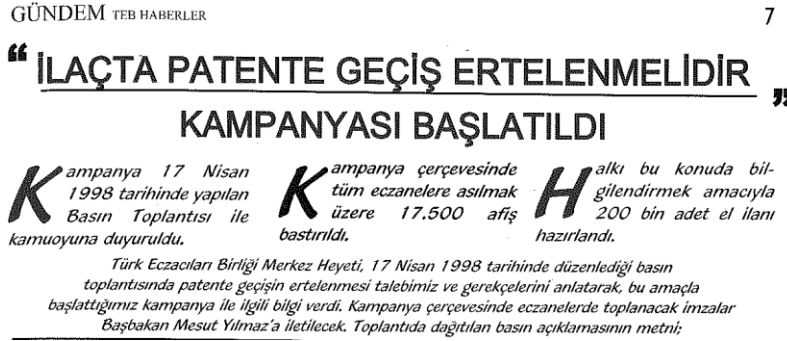 GÜNDEM TEB HABERLER 7
“ İLAÇTA PATENTE GEÇİŞ ERTELENMELİDİR ”
KAMPANYASI BAŞLATILDI
Kampanya 17 Nisan
1998 tarihinde yapılan
Basın Toplantısı ile
kamuoyuna duyuruldu.
Kampanya çerçevesinde
tüm eczanelere asılmak
üzere 17.500 afiş
bastırıldı.
Halkı bu konuda bil-
gilendirmek amacıyla
200 bin adet el ilanı
hazırlandı.
Türk Eczacıları Birliği Merkez Heyeti, 17 Nisan 1998 tarihinde düzenlediği basın
toplantısında patente geçişin ertelenmesi talebimiz ve gerekçelerini anlatarak, bu amaçla
başlattığımız kampanya ile ilgili bilgi verdi. Kampanya çerçevesinde eczanelerde toplanacak imzalar
Başbakan Mesut Yılmaz'a iletilecek. Toplantıda dağıtılan basın açıklamasının metni;